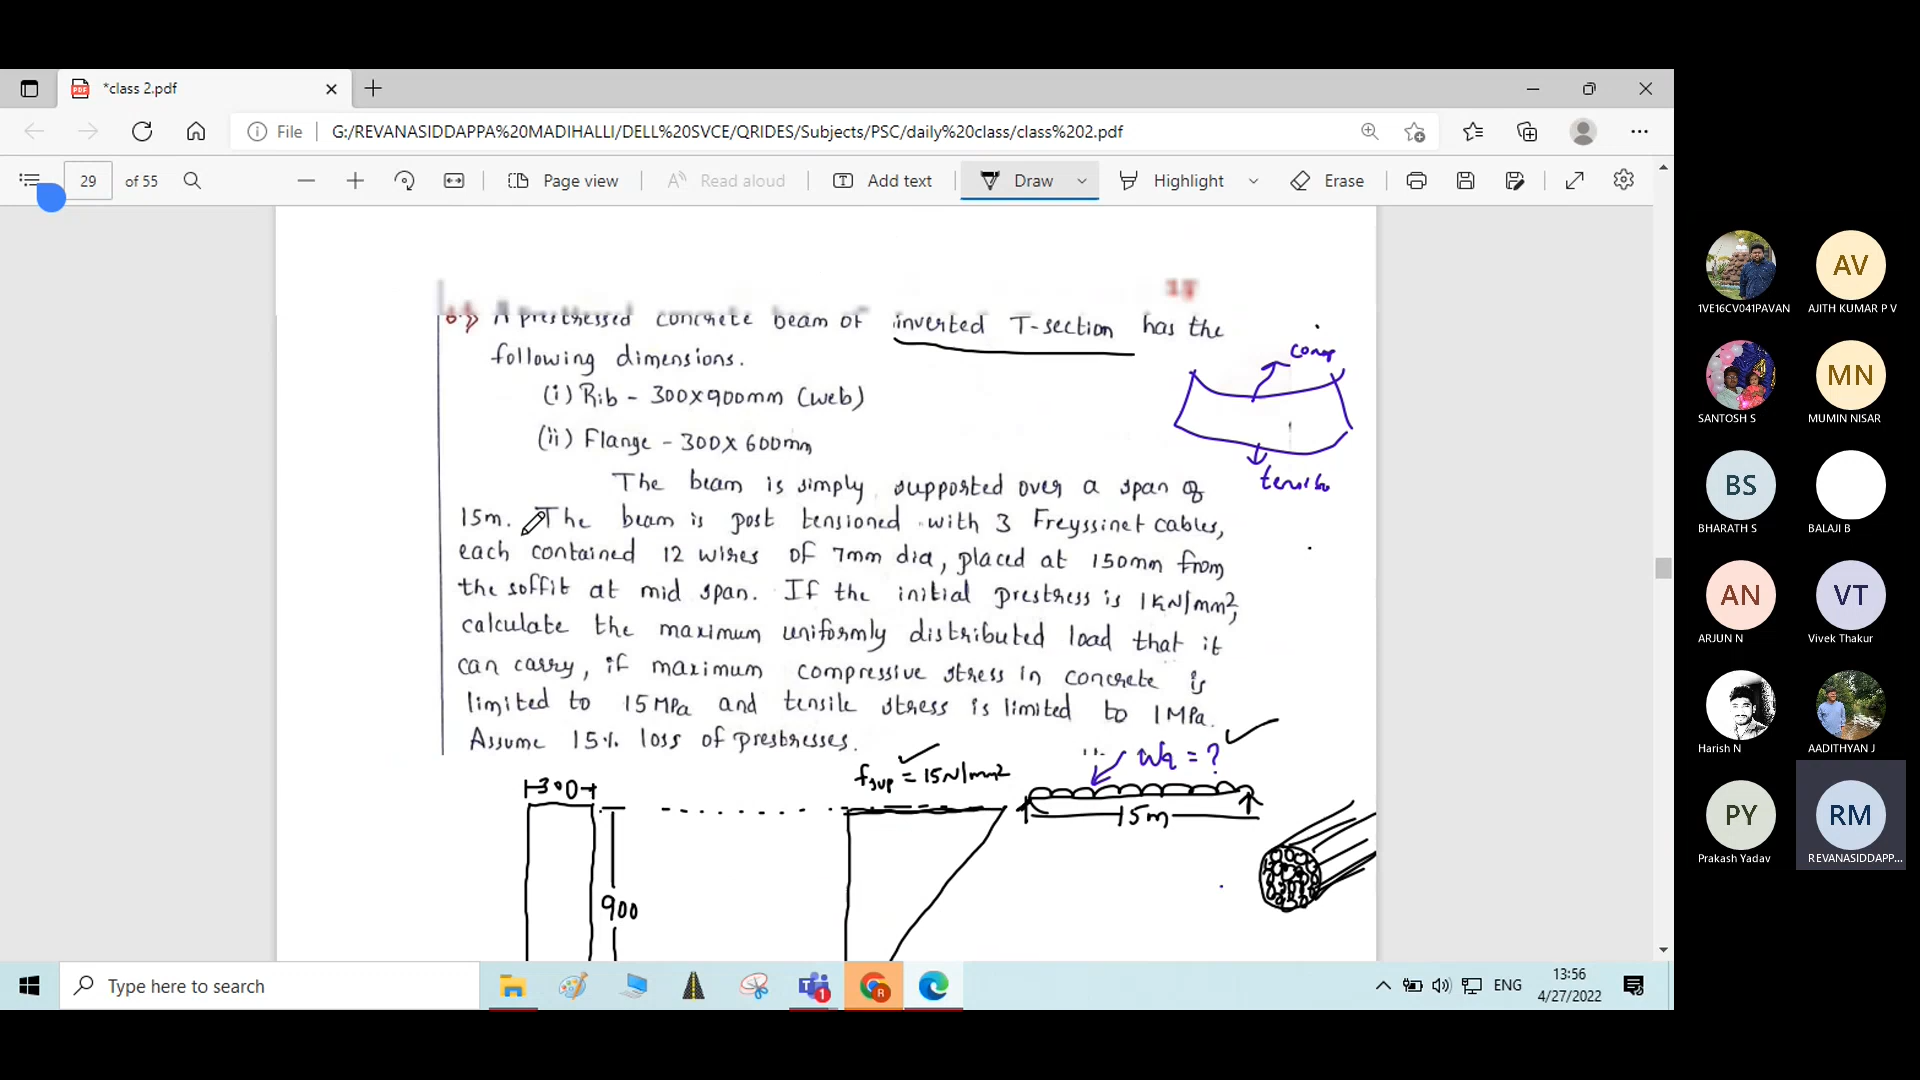 *class 2.pdf
File G:/REVANASIDDAPPA%20MADIHALLI/DELL%20SVCE/QRIDES/Subjects/PSC/daily%20class/class%202.pdf
29 of 55 Page view Read aloud Add text Draw Highlight Erase
18
A prestressed concrete beam of inverted T-section has the
following dimensions.
(i) Rib - 300x900mm (web)
(ii) Flange - 300x600mm
The beam is simply supported over a span of
15m. The beam is post tensioned with 3 Freyssinet cables,
each contained 12 wires of 7mm dia, placed at 150mm from
the soffit at mid span. If the initial prestress is 1KN/mm2,
calculate the maximum uniformly distributed load that it
can carry, if maximum compressive stress in concrete is
limited to 15MPa and tensile stress is limited to 1MPa.
Assume 15% loss of prestresses.
comp
tensile
300
fsup = 15N/mm2
Wq = ?
15m
900
1VE16CV041PAVAN
AV
AJITH KUMAR P V
SANTOSH S
MN
MUMIN NISAR
BS
BHARATH S
BALAJI B
AN
ARJUN N
VT
Vivek Thakur
Harish N
AADITHYAN J
PY
Prakash Yadav
RM
REVANASIDDAPP...
Type here to search
1
R
ENG
13:56
4/27/2022